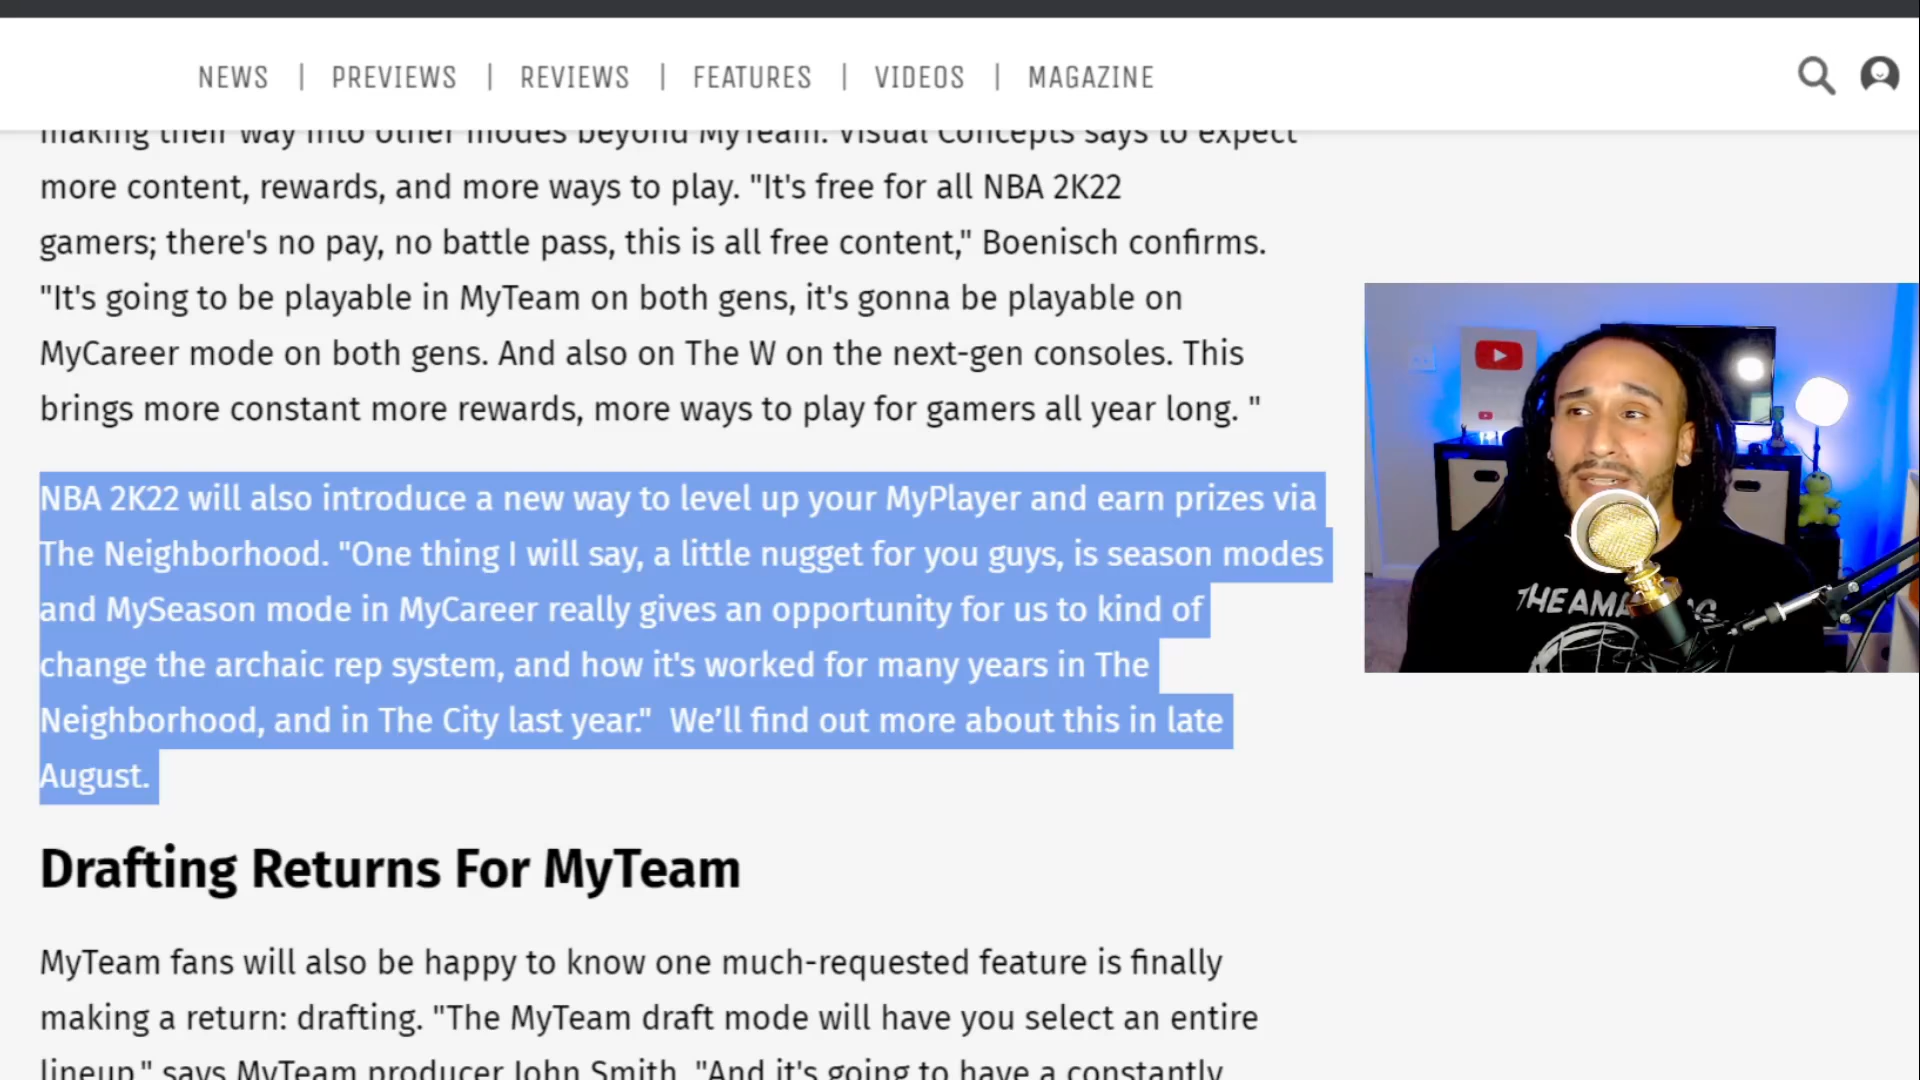 NEWS | PREVIEWS | REVIEWS | FEATURES | VIDEOS | MAGAZINE
making their way into other modes beyond MyTeam. Visual Concepts says to expect
more content, rewards, and more ways to play. "It's free for all NBA 2K22
gamers; there's no pay, no battle pass, this is all free content," Boenisch confirms.
"It's going to be playable in MyTeam on both gens, it's gonna be playable on
MyCareer mode on both gens. And also on The W on the next-gen consoles. This
brings more constant more rewards, more ways to play for gamers all year long. "
NBA 2K22 will also introduce a new way to level up your MyPlayer and earn prizes via
The Neighborhood. "One thing I will say, a little nugget for you guys, is season modes
and MySeason mode in MyCareer really gives an opportunity for us to kind of
change the archaic rep system, and how it's worked for many years in The
Neighborhood, and in The City last year."  We’ll find out more about this in late
August.
Drafting Returns For MyTeam
MyTeam fans will also be happy to know one much-requested feature is finally
making a return: drafting. "The MyTeam draft mode will have you select an entire
lineup," says MyTeam producer John Smith. "And it's going to have a constantly
THE